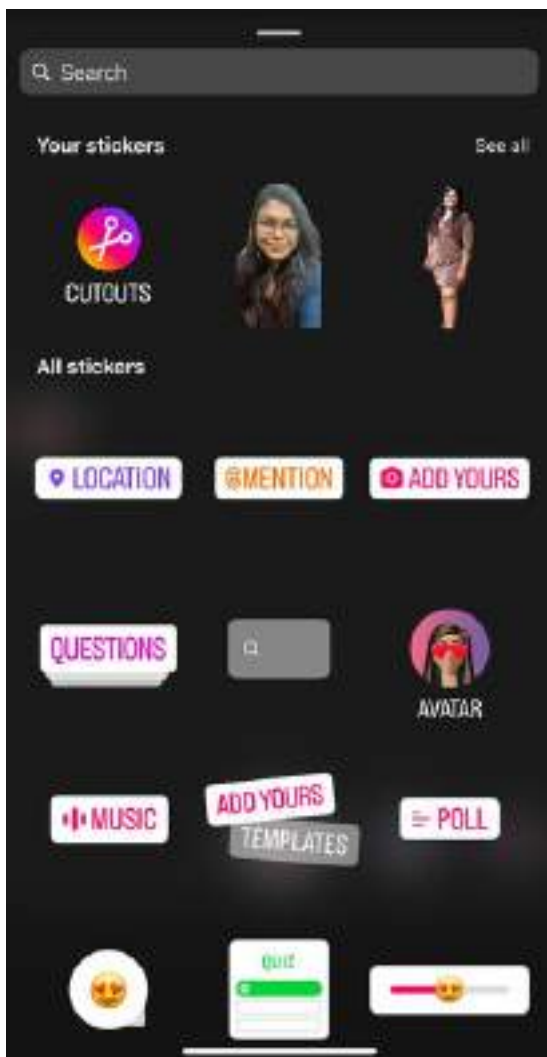 Search
Your stickers
See all
CUTOUTS
All stickers
LOCATION
@MENTION
ADD YOURS
QUESTIONS
AVATAR
MUSIC
ADD YOURS
TEMPLATES
POLL
quiz